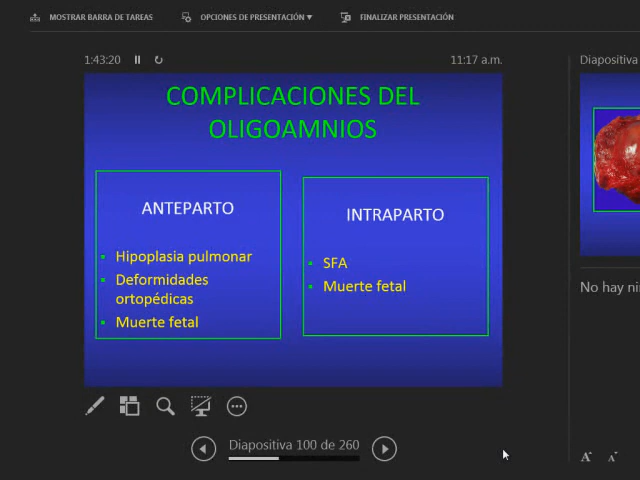 MOSTRAR BARRA DE TAREAS
OPCIONES DE PRESENTACIÓN
FINALIZAR PRESENTACIÓN
1:43:20
11:17 a.m.
Diapositiva
COMPLICACIONES DEL
OLIGOAMNIOS
ANTEPARTO
Hipoplasia pulmonar
Deformidades
ortopédicas
Muerte fetal
INTRAPARTO
SFA
Muerte fetal
No hay
Diapositiva 100 de 260
A A